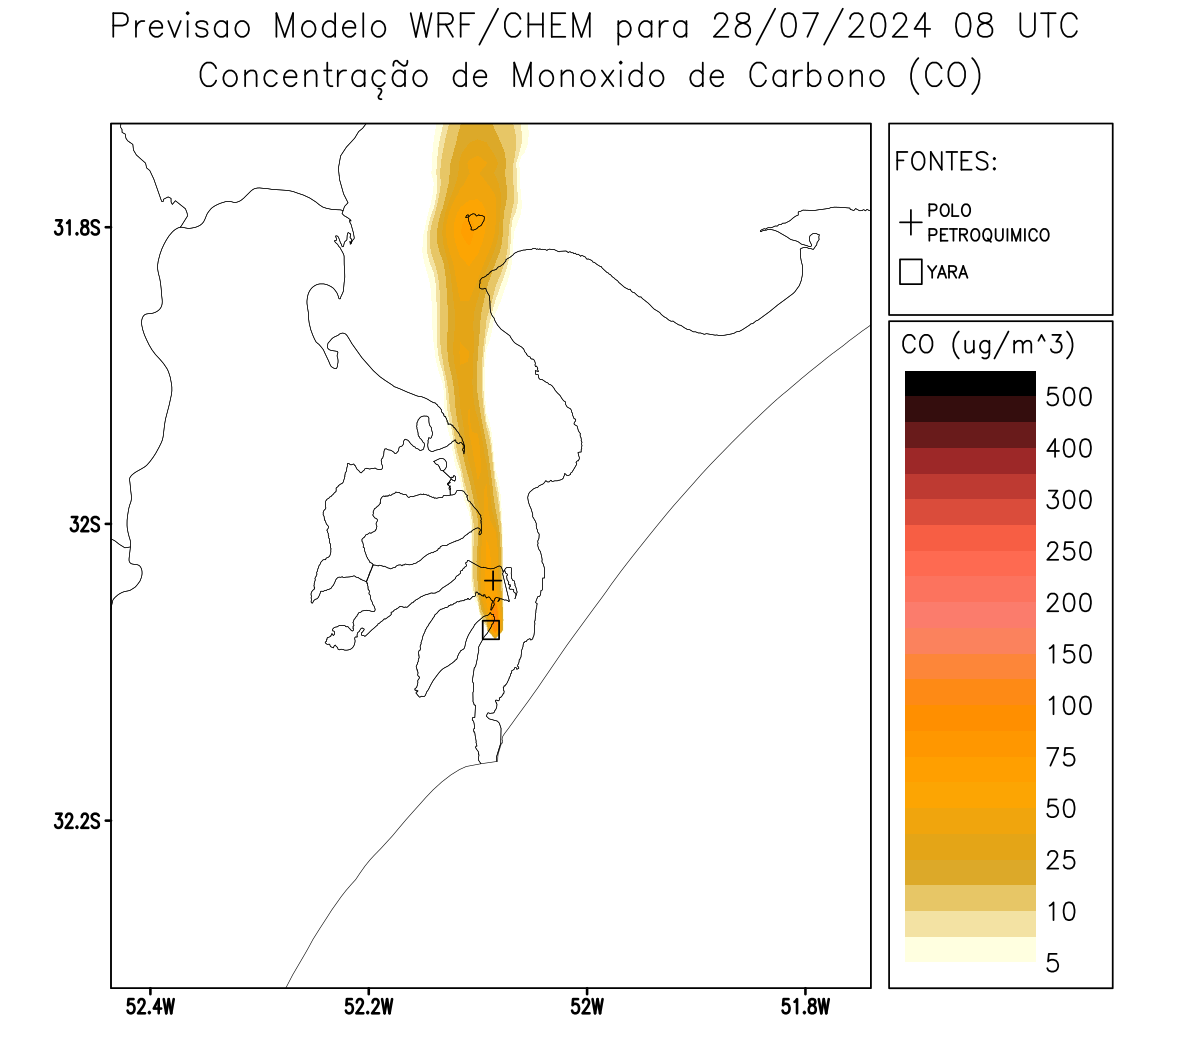 Previsao Modelo WRF/CHEM para 28/07/2024 08 UTC
Concentração de Monoxido de Carbono (CO)
FONTES:
POLO
PETROQUIMICO
YARA
CO (ug/m^3)
500
400
300
250
200
150
100
75
50
25
10
5
31.8S
32S
32.2S
52.4W
52.2W
52W
51.8W